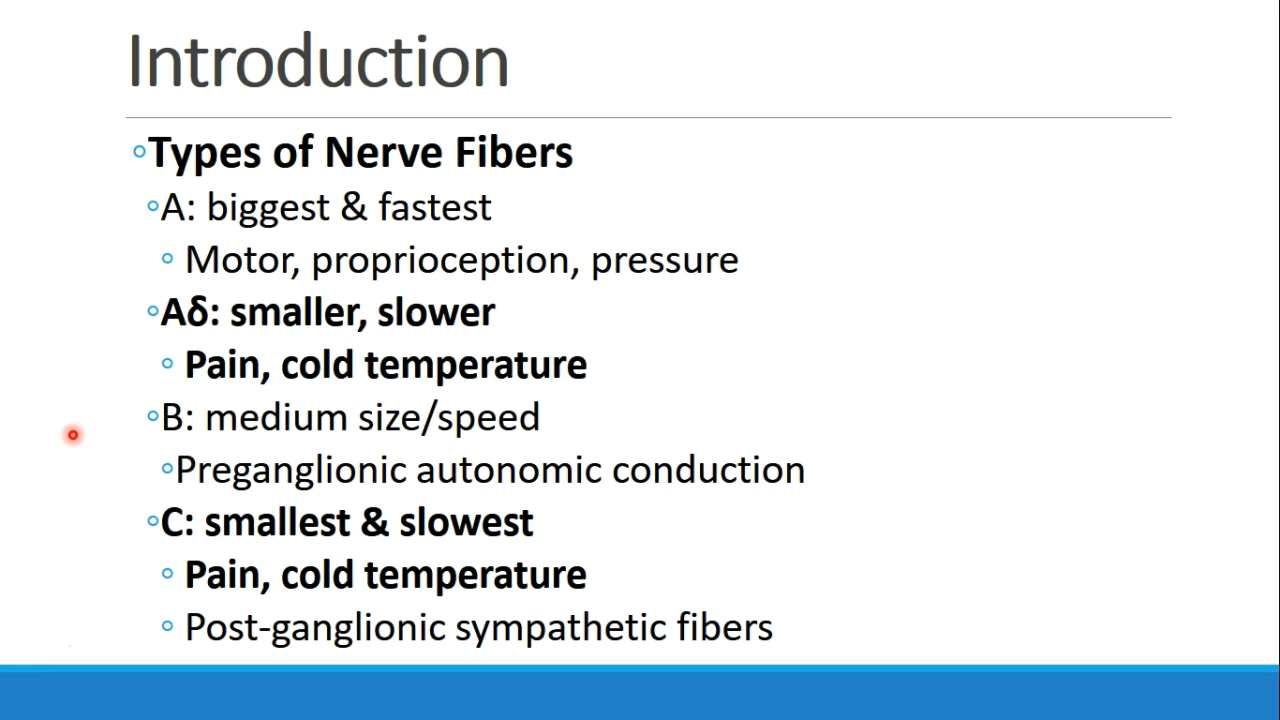 Introduction
◦Types of Nerve Fibers
◦A: biggest & fastest
◦ Motor, proprioception, pressure
◦Aδ: smaller, slower
◦ Pain, cold temperature
◦B: medium size/speed
◦Preganglionic autonomic conduction
◦C: smallest & slowest
◦ Pain, cold temperature
◦ Post-ganglionic sympathetic fibers